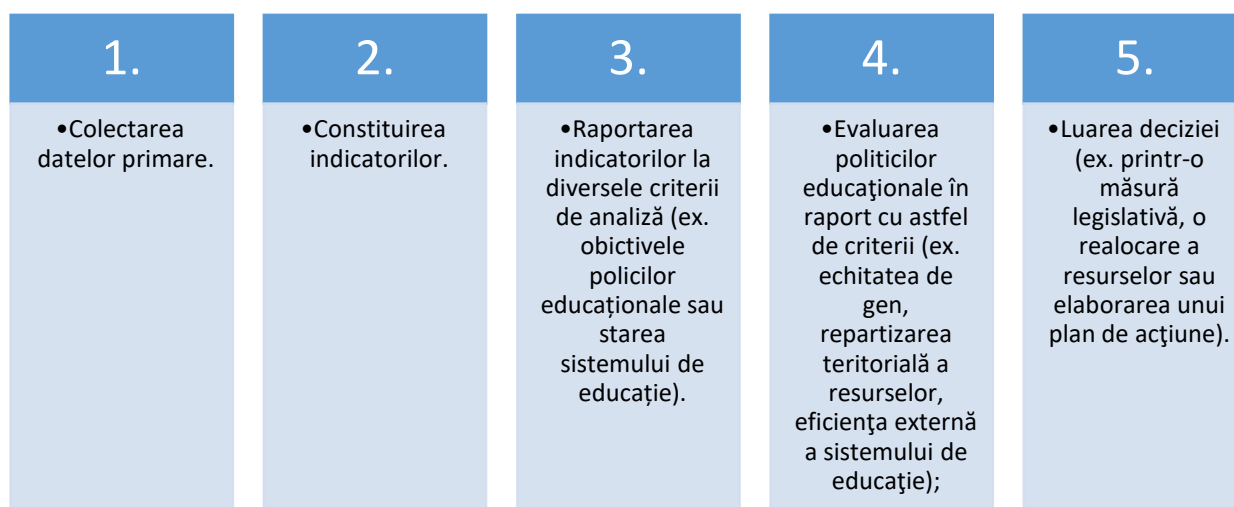 1.
•Colectarea
datelor primare.
2.
•Constituirea
indicatorilor.
3.
•Raportarea
indicatorilor la
diversele criterii
de analiză (ex.
obictivele
policilor
educaționale sau
starea
sistemului de
educație).
4.
•Evaluarea
politicilor
educaţionale în
raport cu astfel
de criterii (ex.
echitatea de
gen,
repartizarea
teritorială a
resurselor,
eficienţa externă
a sistemului de
educaţie);
5.
•Luarea deciziei
(ex. printr-o
măsură
legislativă, o
realocare a
resurselor sau
elaborarea unui
plan de acţiune).